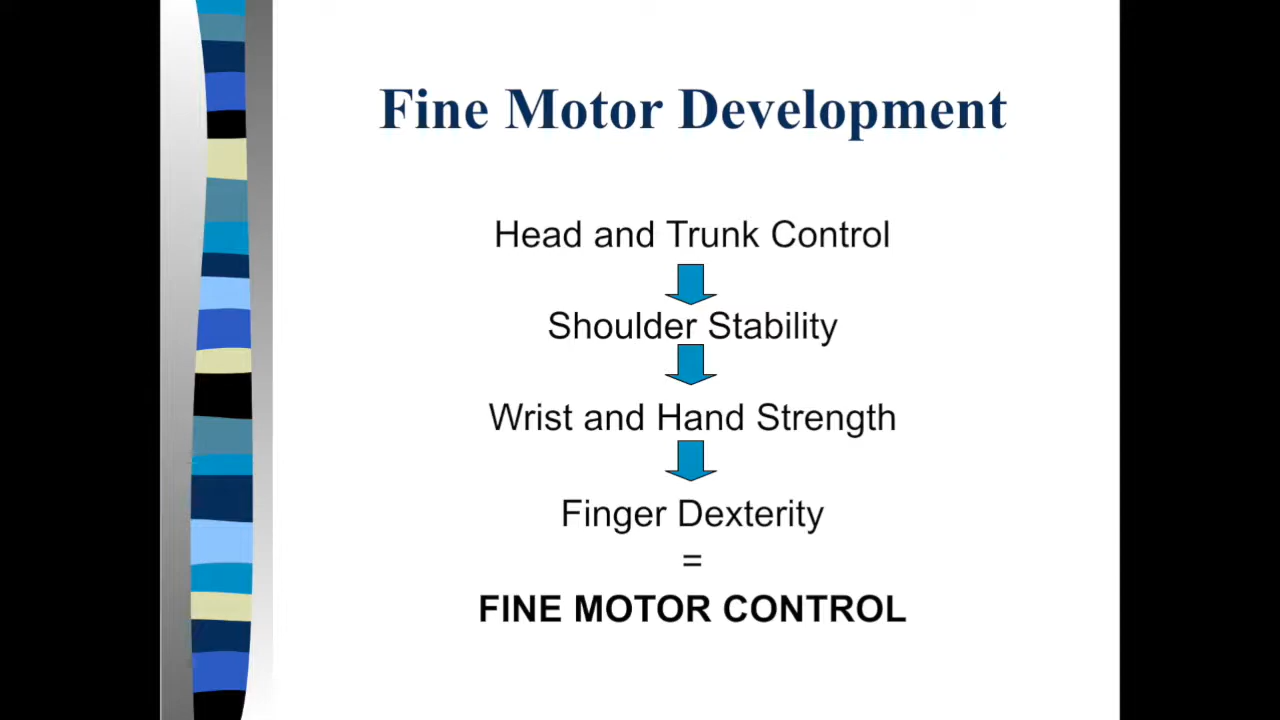 Fine Motor Development
Head and Trunk Control
Shoulder Stability
Wrist and Hand Strength
Finger Dexterity
=
FINE MOTOR CONTROL